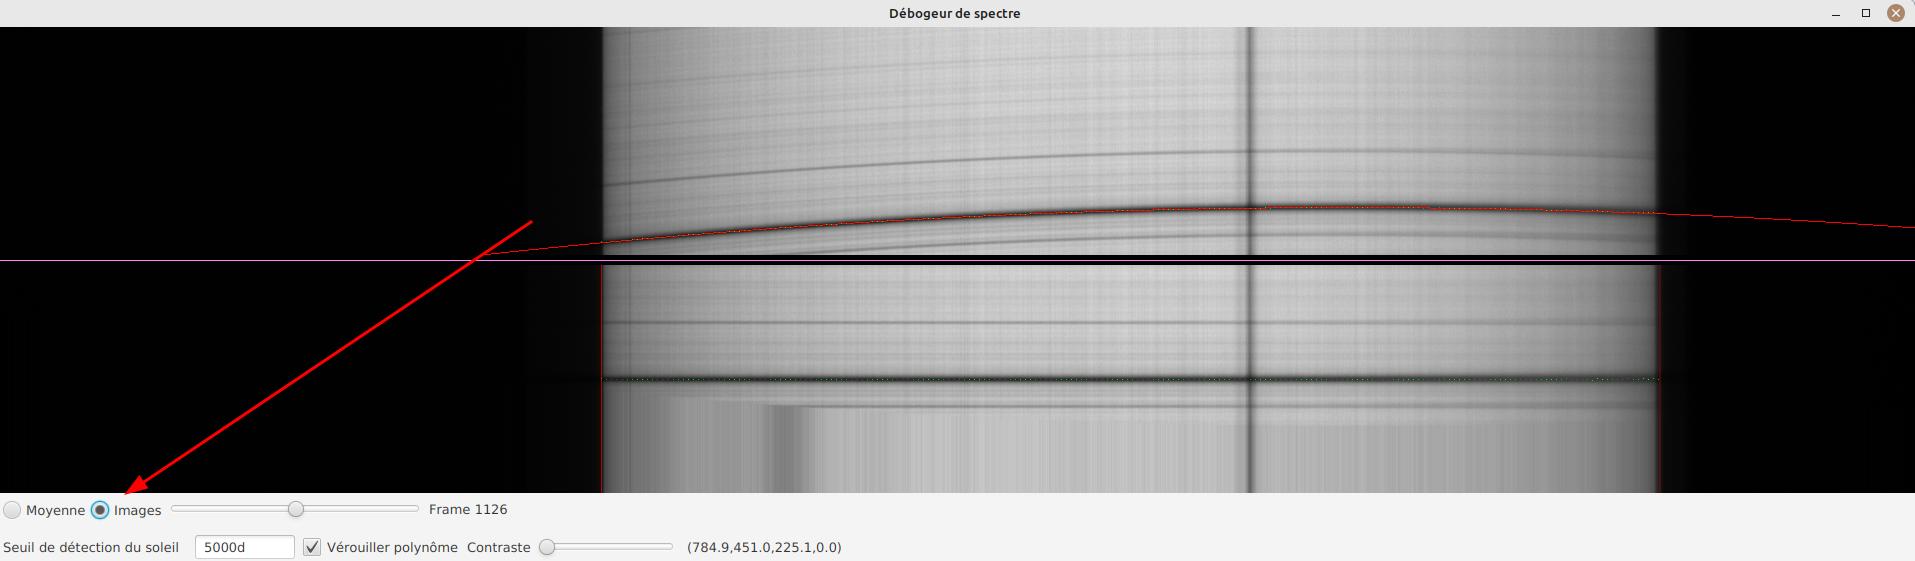 Débogeur de spectre
Moyenne Images Frame 1126
Seuil de détection du soleil 5000d Vérouiller polynôme Contraste (784.9,451.0,225.1,0.0)